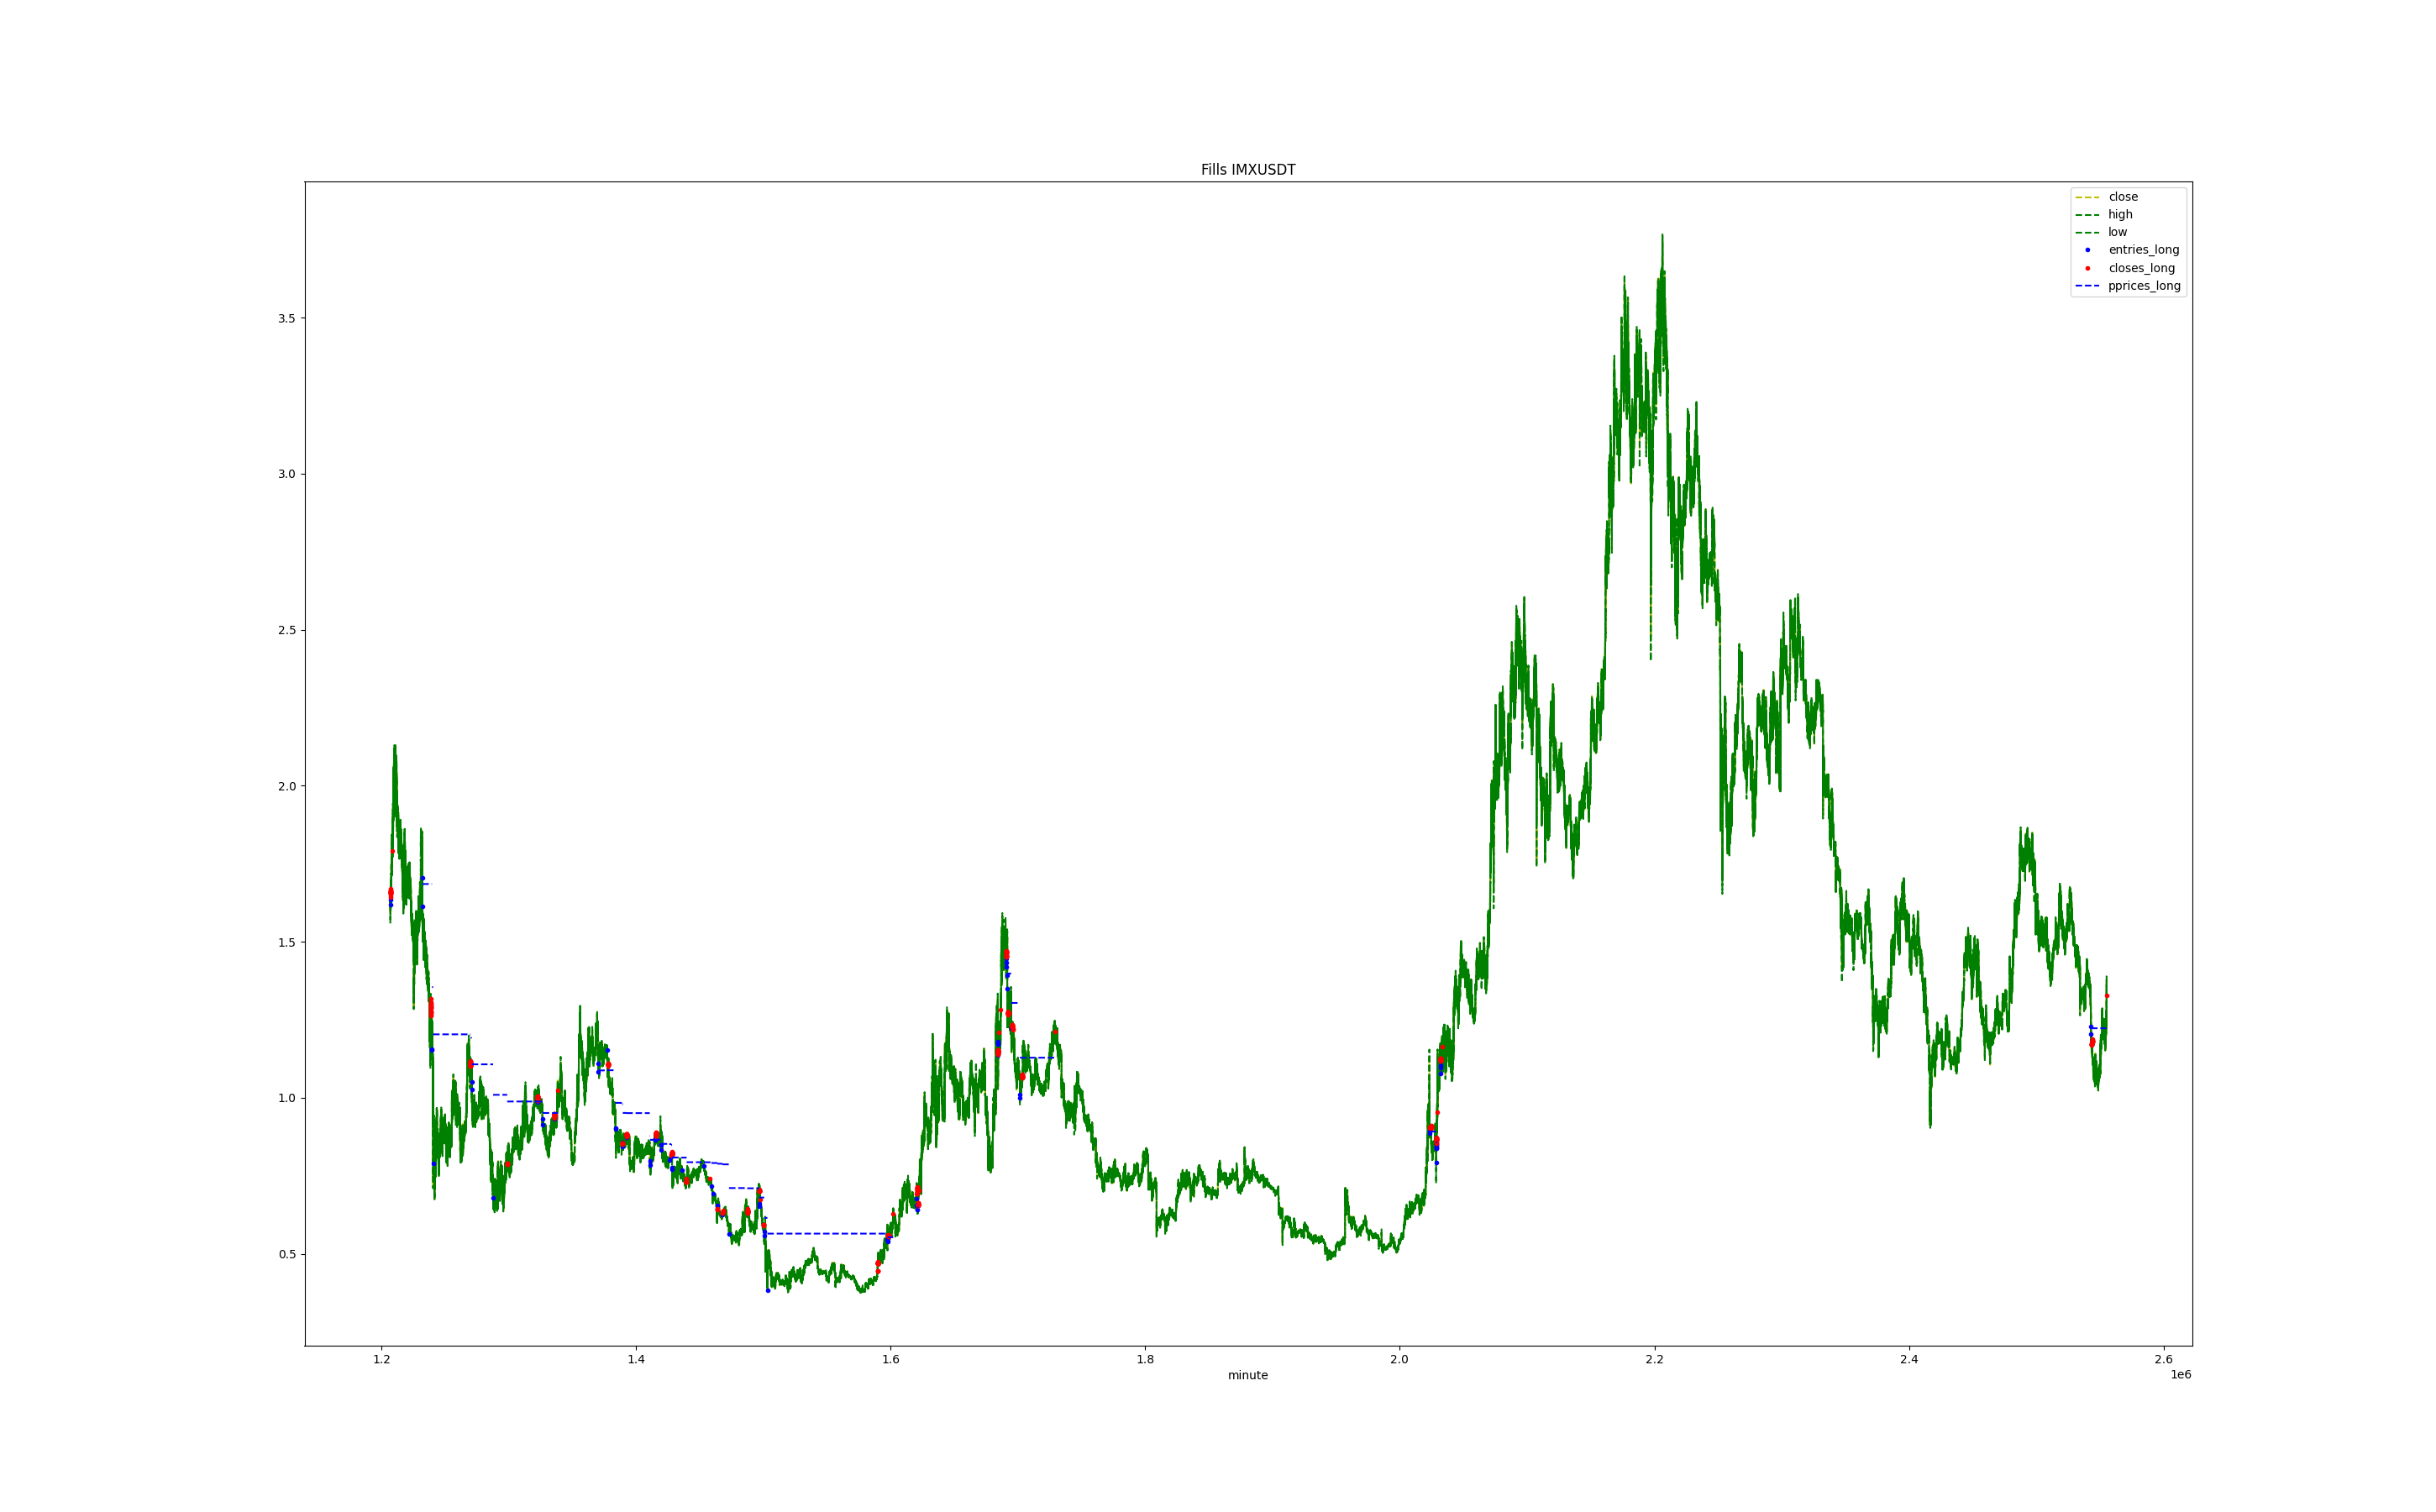 Fills IMXUSDT
close
high
low
entries_long
closes_long
pprices_long
3.5
3.0
2.5
2.0
1.5
1.0
0.5
1.2 1.4 1.6 1.8 2.0 2.2 2.4 2.6
minute
1e6